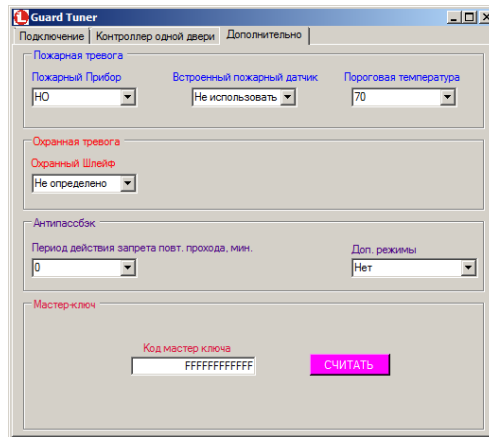 Guard Tuner
Подключение Контроллер одной двери Дополнительно
Пожарная тревога
Пожарный Прибор Встроенный пожарный датчик Пороговая температура
НО Не использовать 70
Охранная тревога
Охранный Шлейф
Не определено
Антипассбэк
Период действия запрета повт. прохода, мин. Доп. режимы
0 Нет
Мастер-ключ
Код мастер ключа
FFFFFFFFFFFF СЧИТАТЬ